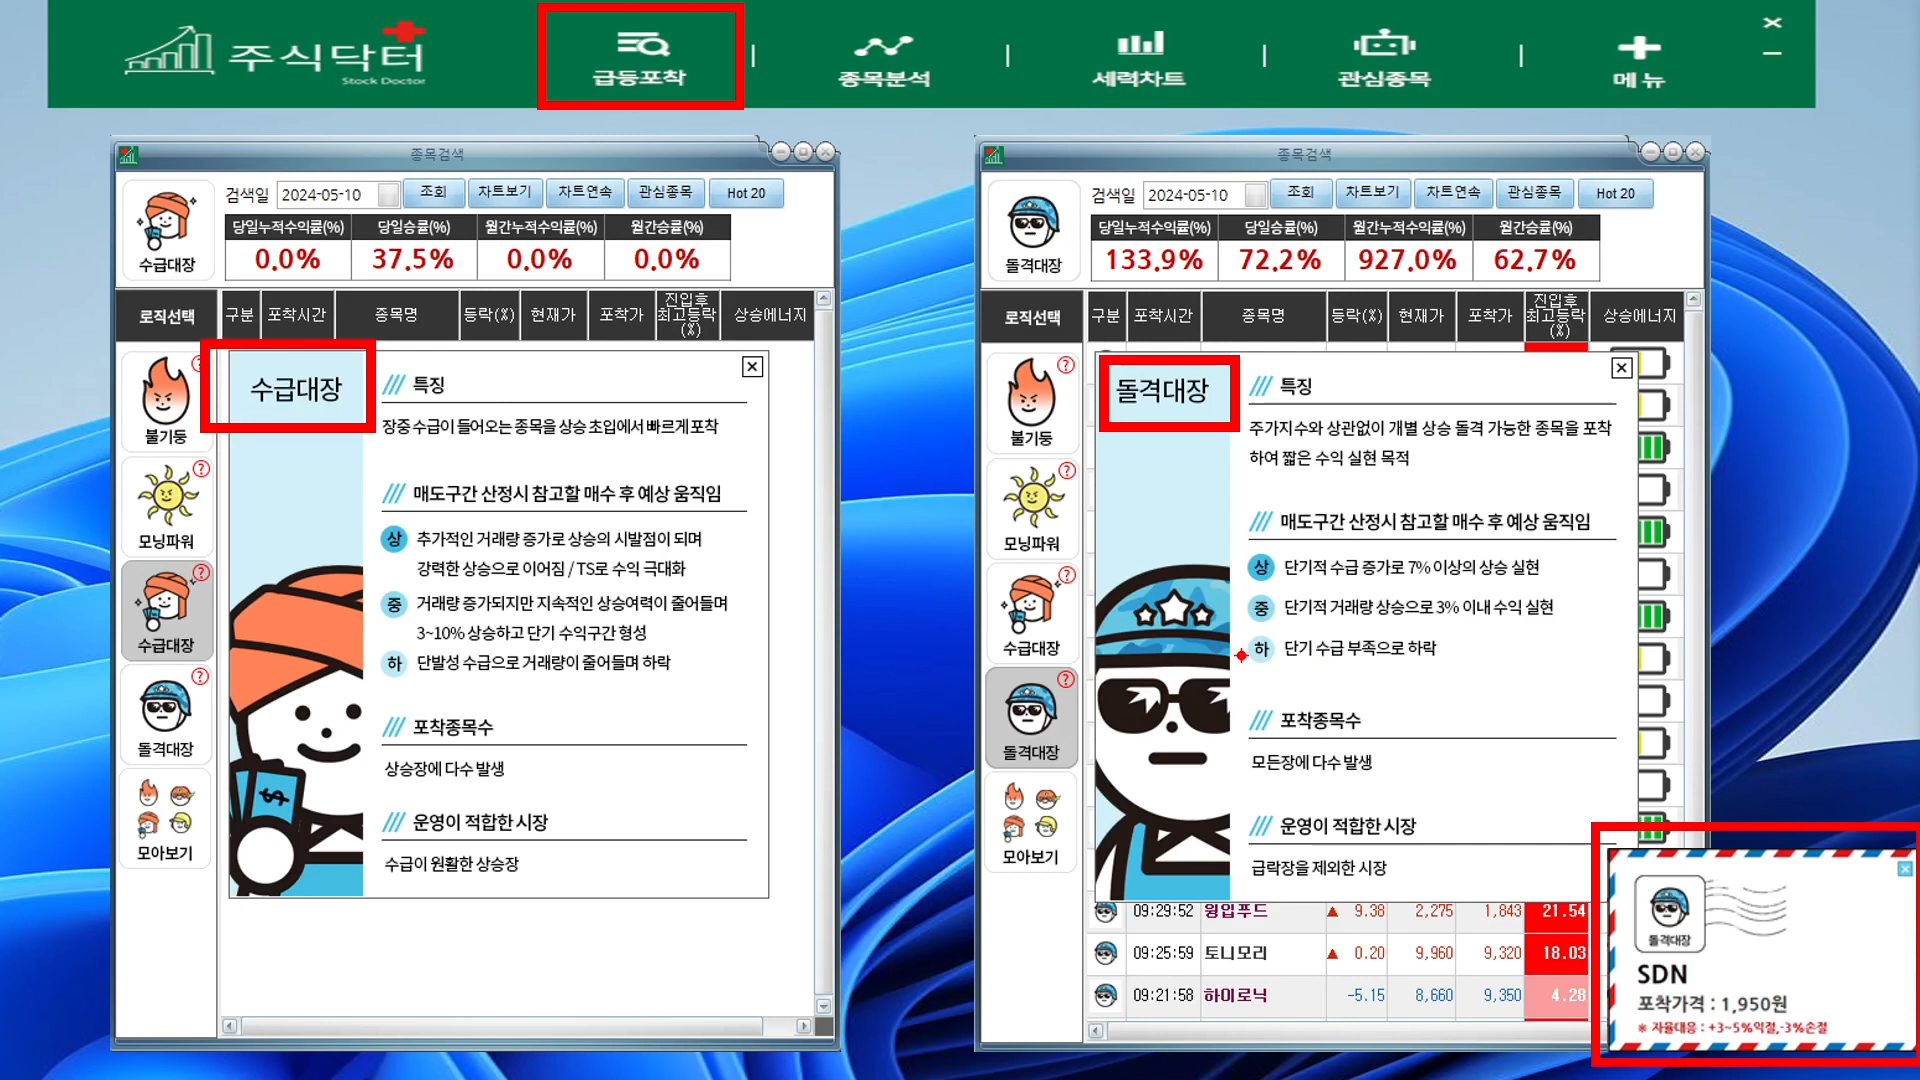 주식닥터
Stock Doctor
급등포착
종목분석
세력차트
관심종목
메뉴
종목검색
수급대장
검색일
2024-05-10
조회
차트보기
차트연속
관심종목
Hot 20
당일누적수익률(%) 당일승률(%) 월간누적수익률(%) 월간승률(%)
0.0% 37.5% 0.0% 0.0%
로직선택
구분 포착시간 종목명 등락(%) 현재가 포착가 진입후 최고등락 (%) 상승에너지
불기둥
?
모닝파워
?
수급대장
?
돌격대장
모아보기
수급대장
/// 특징
장중 수급이 들어오는 종목을 상승 초입에서 빠르게 포착
/// 매도구간 산정시 참고할 매수 후 예상 움직임
상 추가적인 거래량 증가로 상승의 시발점이 되며
강력한 상승으로 이어짐 / TS로 수익 극대화
중 거래량 증가되지만 지속적인 상승여력이 줄어들며
3~10% 상승하고 단기 수익구간 형성
하 단발성 수급으로 거래량이 줄어들며 하락
/// 포착종목수
상승장에 다수 발생
/// 운영이 적합한 시장
수급이 원활한 상승장
종목검색
돌격대장
검색일
2024-05-10
조회
차트보기
차트연속
관심종목
Hot 20
당일누적수익률(%) 당일승률(%) 월간누적수익률(%) 월간승률(%)
133.9% 72.2% 927.0% 62.7%
로직선택
구분 포착시간 종목명 등락(%) 현재가 포착가 진입후 최고등락 (%) 상승에너지
?
불기둥
?
모닝파워
?
수급대장
?
돌격대장
모아보기
돌격대장
/// 특징
주가지수와 상관없이 개별 상승 돌격 가능한 종목을 포착
하여 짧은 수익 실현 목적
/// 매도구간 산정시 참고할 매수 후 예상 움직임
상 단기적 수급 증가로 7% 이상의 상승 실현
중 단기적 거래량 상승으로 3% 이내 수익 실현
하 단기 수급 부족으로 하락
/// 포착종목수
모든장에 다수 발생
/// 운영이 적합한 시장
급락장을 제외한 시장
09:29:52 윙입푸드 ▲ 9.38 2,275 1,843 21.54
09:25:59 토니모리 ▲ 0.20 9,960 9,320 18.03
09:21:58 하이로닉 -5.15 8,660 9,350 4.28
돌격대장
SDN
포착가격 : 1,950원
※ 자율대응 : +3~5%익절,-3%손절